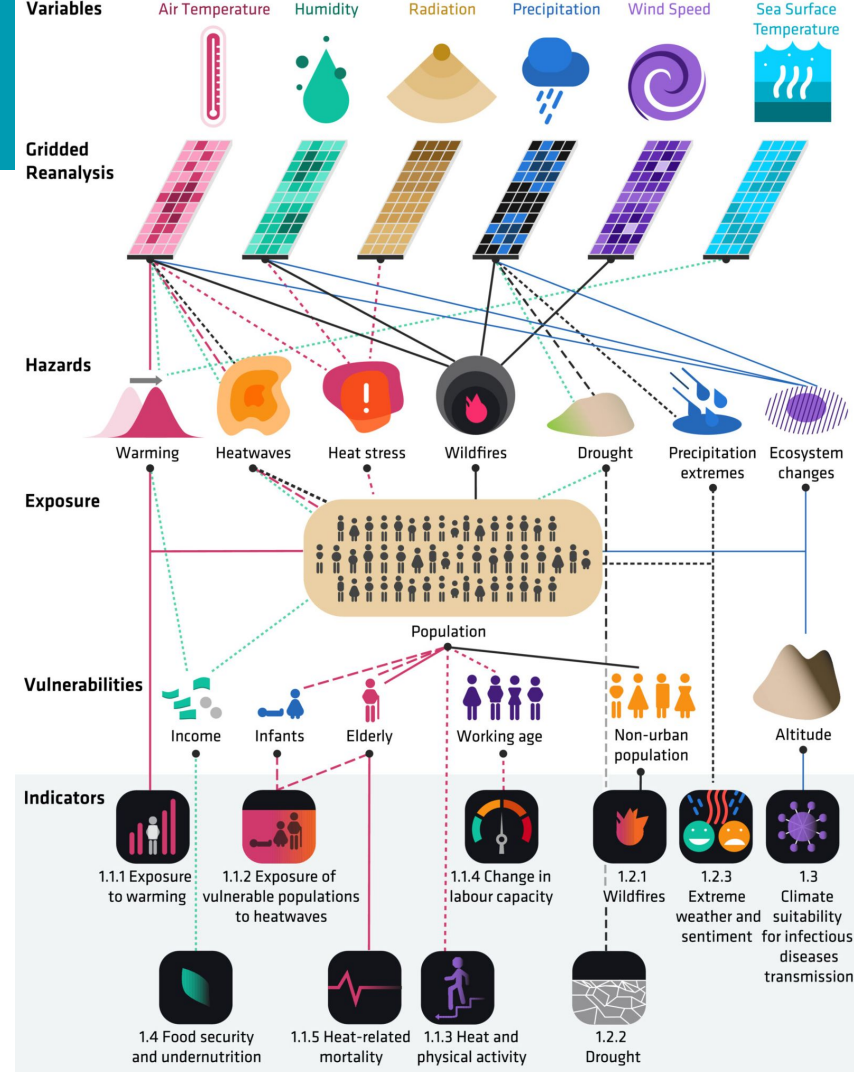 Variables
Air Temperature
Humidity
Radiation
Precipitation
Wind Speed
Sea Surface
Temperature
Gridded
Reanalysis
Hazards
Warming
Heatwaves
Heat stress
Wildfires
Drought
Precipitation
extremes
Ecosystem
changes
Exposure
Population
Vulnerabilities
Income
Infants
Elderly
Working age
Non-urban
population
Altitude
Indicators
1.1.1 Exposure
to warming
1.1.2 Exposure of
vulnerable populations
to heatwaves
1.1.4 Change in
labour capacity
1.2.1
Wildfires
1.2.3
Extreme
weather and
sentiment
1.3
Climate
suitability
for infectious
diseases
transmission
1.4 Food security
and undernutrition
1.1.5 Heat-related
mortality
1.1.3 Heat and
physical activity
1.2.2
Drought